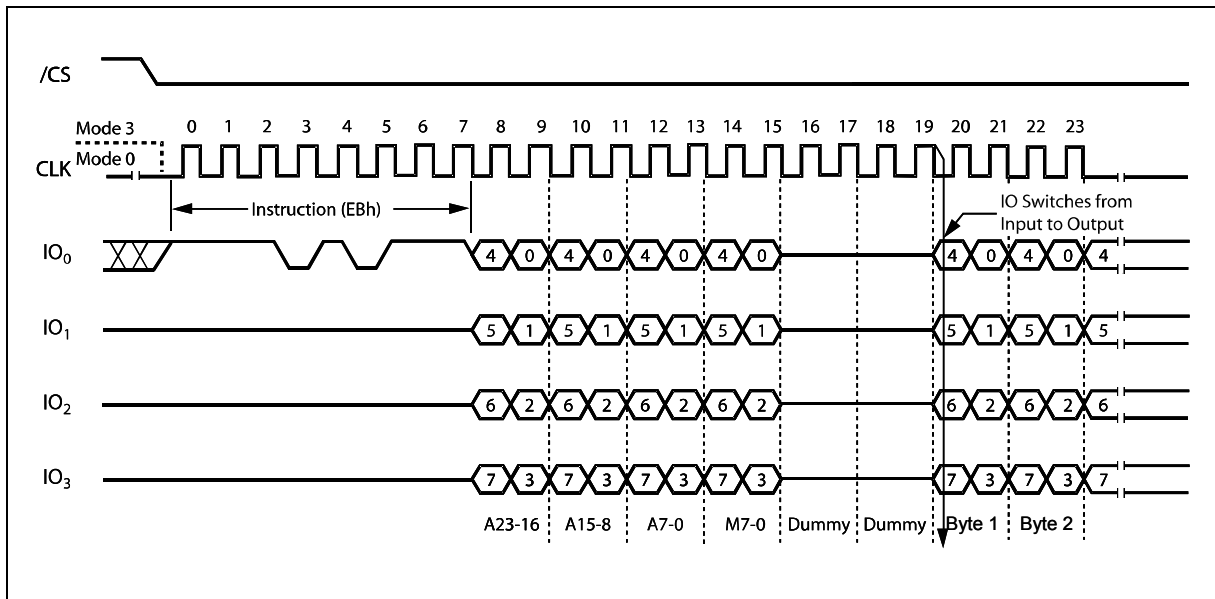 /CS
Mode 3
0 1 2 3 4 5 6 7 8 9 10 11 12 13 14 15 16 17 18 19 20 21 22 23
CLK
Mode 0
Instruction (EBh)
IO Switches from
Input to Output
IO0 4 0 4 0 4 0 4 0 4 0 4 0 4
IO1 5 1 5 1 5 1 5 1 5 1 5 1 5
IO2 6 2 6 2 6 2 6 2 6 2 6 2 6
IO3 7 3 7 3 7 3 7 3 7 3 7 3 7
A23-16 A15-8 A7-0 M7-0 Dummy Dummy Byte 1 Byte 2